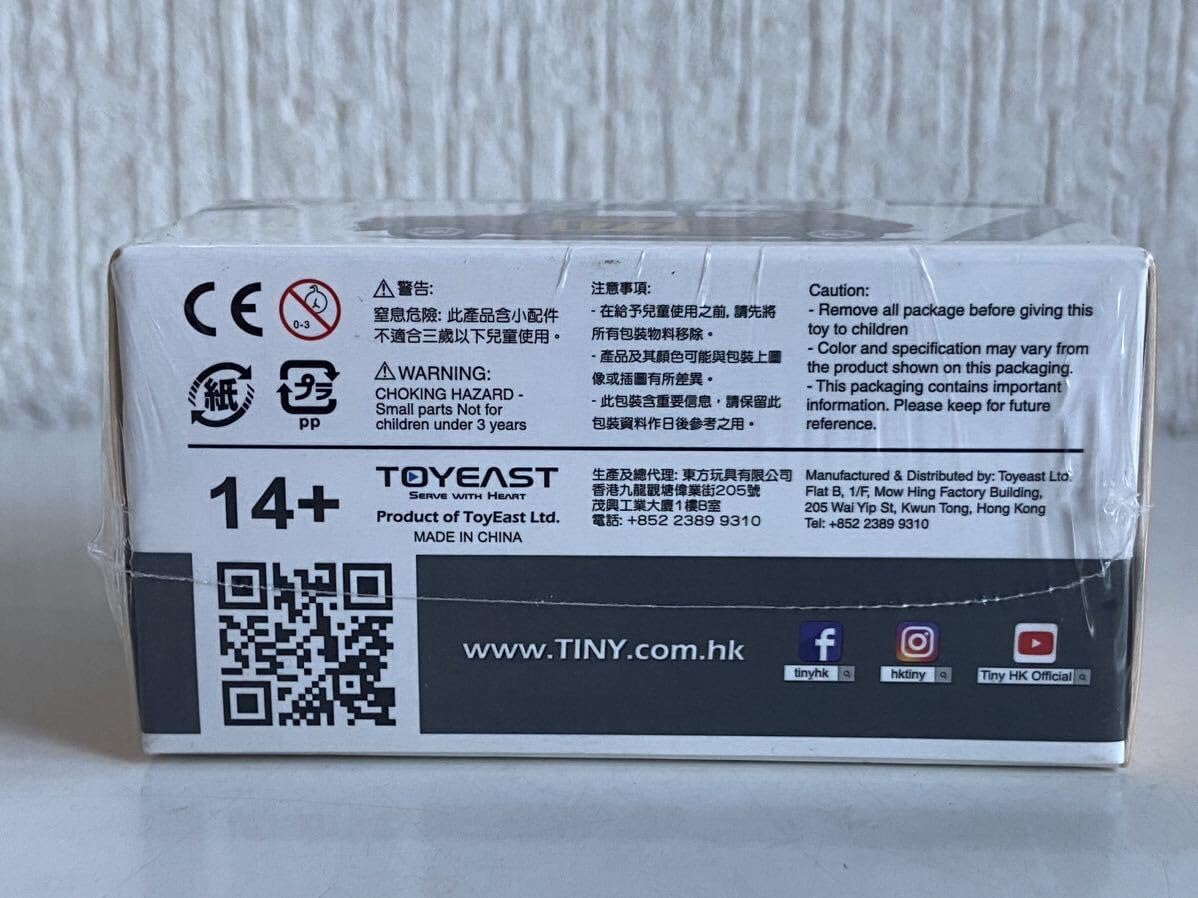 CE
0-3
紙
プラ
PP
警告:
窒息危險: 此產品含小配件
不適合三歲以下兒童使用。
WARNING:
CHOKING HAZARD -
Small parts Not for
children under 3 years
注意事項:
- 在給予兒童使用之前, 請先將
所有包裝物料移除。
- 產品及其顏色可能與包裝上圖
像或插圖有所差異。
- 此包裝含重要信息，請保留此
包裝資料作日後參考之用。
Caution:
- Remove all package before giving this
toy to children
- Color and specification may vary from
the product shown on this packaging.
- This packaging contains important
information. Please keep for future
reference.
14+
TOYEAST
SERVE WITH HEART
Product of ToyEast Ltd.
MADE IN CHINA
生產及總代理: 東方玩具有限公司
香港九龍觀塘偉業街205號
茂興工業大廈1樓B室
電話: +852 2389 9310
Manufactured & Distributed by: Toyeast Ltd.
Flat B, 1/F, Mow Hing Factory Building,
205 Wai Yip St, Kwun Tong, Hong Kong
Tel: +852 2389 9310
www.TINY.com.hk
tinyhk
hktiny
Tiny HK Official